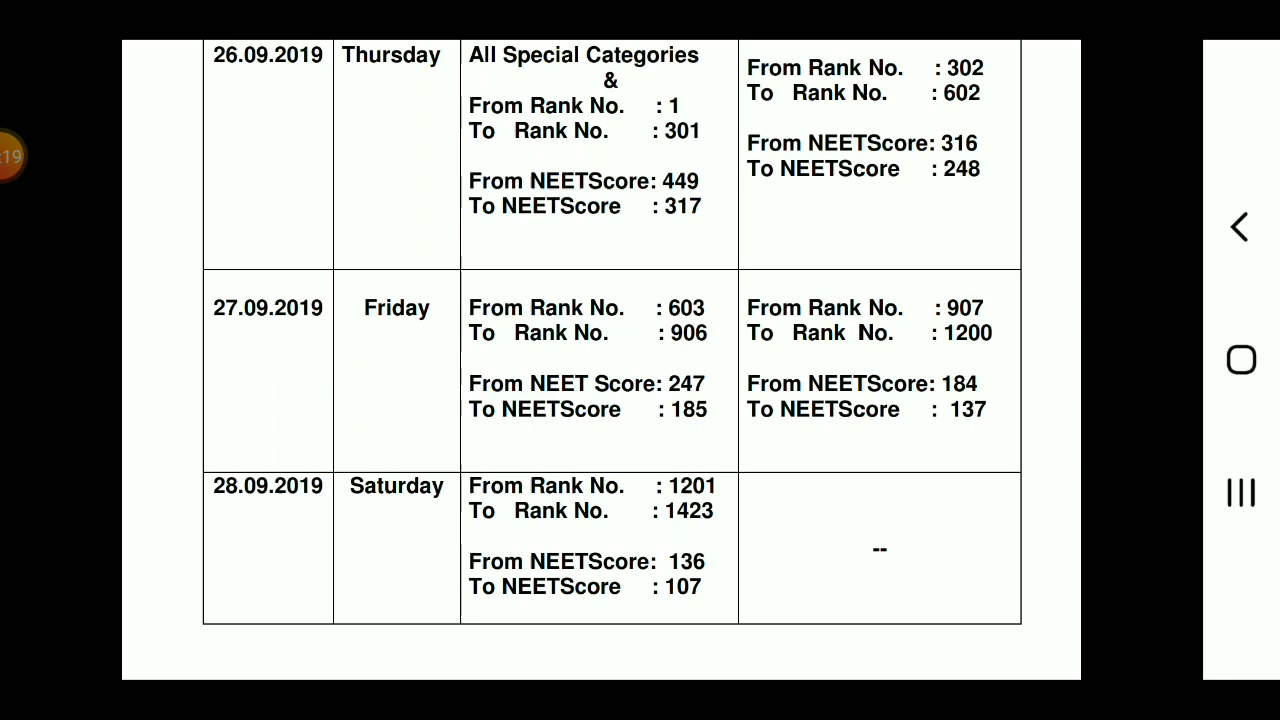 26.09.2019 Thursday All Special Categories
&
From Rank No. : 1
To Rank No. : 301
From NEETScore: 449
To NEETScore : 317
From Rank No. : 302
To Rank No. : 602
From NEETScore: 316
To NEETScore : 248
27.09.2019 Friday From Rank No. : 603
To Rank No. : 906
From NEET Score: 247
To NEETScore : 185
From Rank No. : 907
To Rank No. : 1200
From NEETScore: 184
To NEETScore : 137
28.09.2019 Saturday From Rank No. : 1201
To Rank No. : 1423
From NEETScore: 136
To NEETScore : 107
--
:19